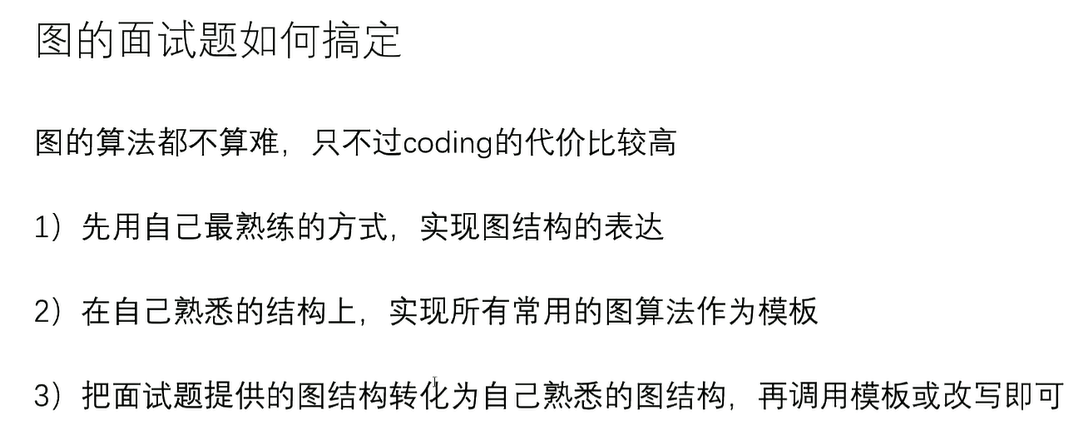 图的面试题如何搞定
图的算法都不算难，只不过coding的代价比较高
1）先用自己最熟练的方式，实现图结构的表达
2）在自己熟悉的结构上，实现所有常用的图算法作为模板
3）把面试题提供的图结构转化为自己熟悉的图结构，再调用模板或改写即可